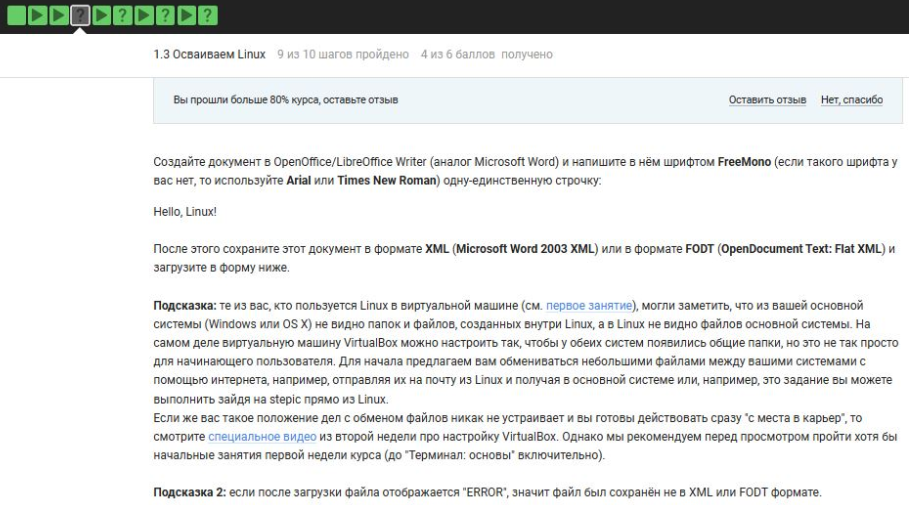 1.3 Осваиваем Linux 9 из 10 шагов пройдено 4 из 6 баллов получено
Вы прошли больше 80% курса, оставьте отзыв Оставить отзыв Нет, спасибо
Создайте документ в OpenOffice/LibreOffice Writer (аналог Microsoft Word) и напишите в нём шрифтом FreeMono (если такого шрифта у
вас нет, то используйте Arial или Times New Roman) одну-единственную строчку:
Hello, Linux!
После этого сохраните этот документ в формате XML (Microsoft Word 2003 XML) или в формате FODT (OpenDocument Text: Flat XML) и
загрузите в форму ниже.
Подсказка: те из вас, кто пользуется Linux в виртуальной машине (см. первое занятие), могли заметить, что из вашей основной
системы (Windows или OS X) не видно папок и файлов, созданных внутри Linux, а в Linux не видно файлов основной системы. На
самом деле виртуальную машину VirtualBox можно настроить так, чтобы у обеих систем появились общие папки, но это не так просто
для начинающего пользователя. Для начала предлагаем вам обмениваться небольшими файлами между вашими системами с
помощью интернета, например, отправляя их на почту из Linux и получая в основной системе или, например, это задание вы можете
выполнить зайдя на stepic прямо из Linux.
Если же вас такое положение дел с обменом файлов никак не устраивает и вы готовы действовать сразу "с места в карьер", то
смотрите специальное видео из второй недели про настройку VirtualBox. Однако мы рекомендуем перед просмотром пройти хотя бы
начальные занятия первой недели курса (до "Терминал: основы" включительно).
Подсказка 2: если после загрузки файла отображается "ERROR", значит файл был сохранён не в XML или FODT формате.